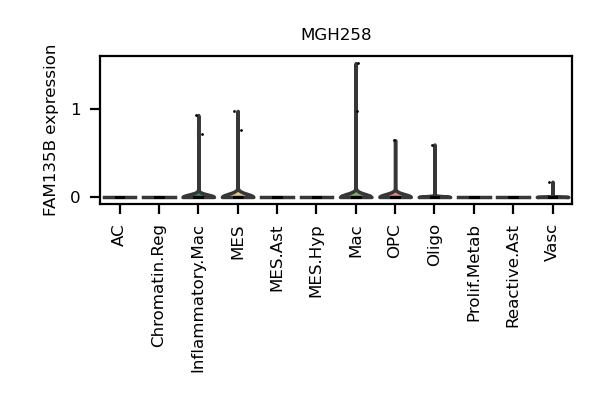 MGH258
FAM135B expression
1
0
AC
Chromatin.Reg
Inflammatory.Mac
MES
MES.Ast
MES.Hyp
Mac
OPC
Oligo
Prolif.Metab
Reactive.Ast
Vasc